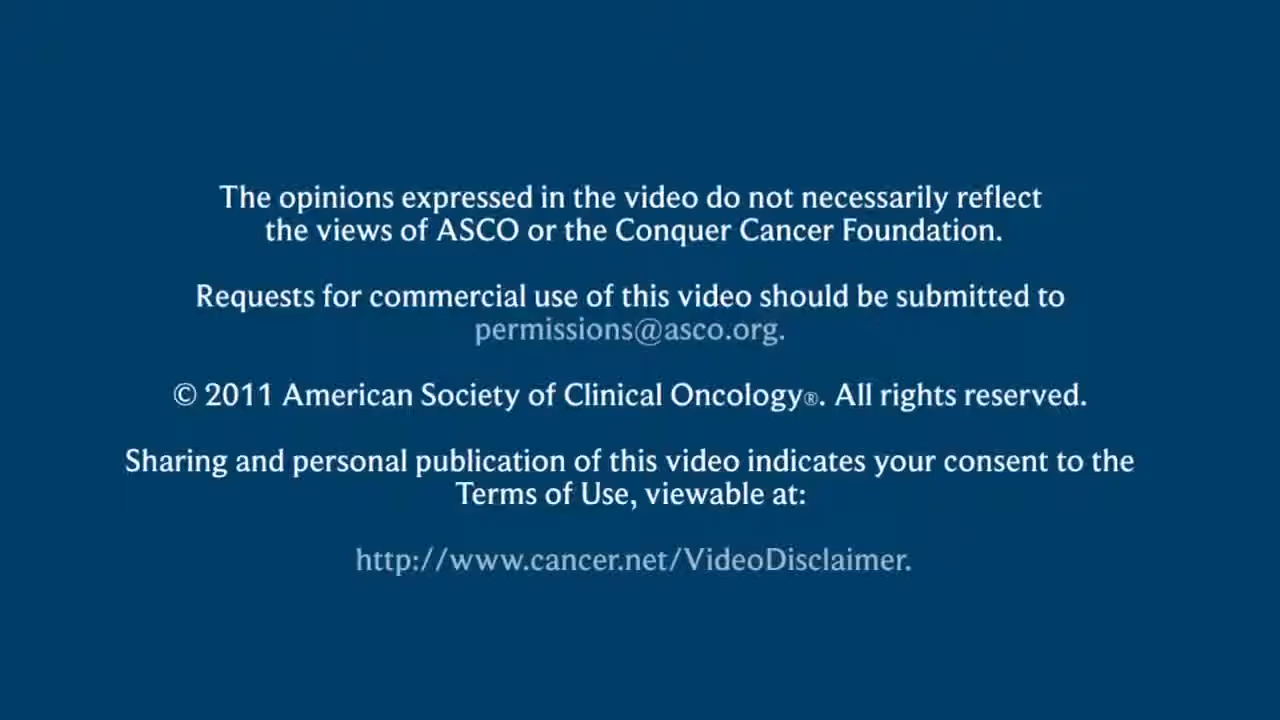 The opinions expressed in the video do not necessarily reflect
the views of ASCO or the Conquer Cancer Foundation.
Requests for commercial use of this video should be submitted to
permissions@asco.org.
© 2011 American Society of Clinical Oncology®. All rights reserved.
Sharing and personal publication of this video indicates your consent to the
Terms of Use, viewable at:
http://www.cancer.net/VideoDisclaimer.